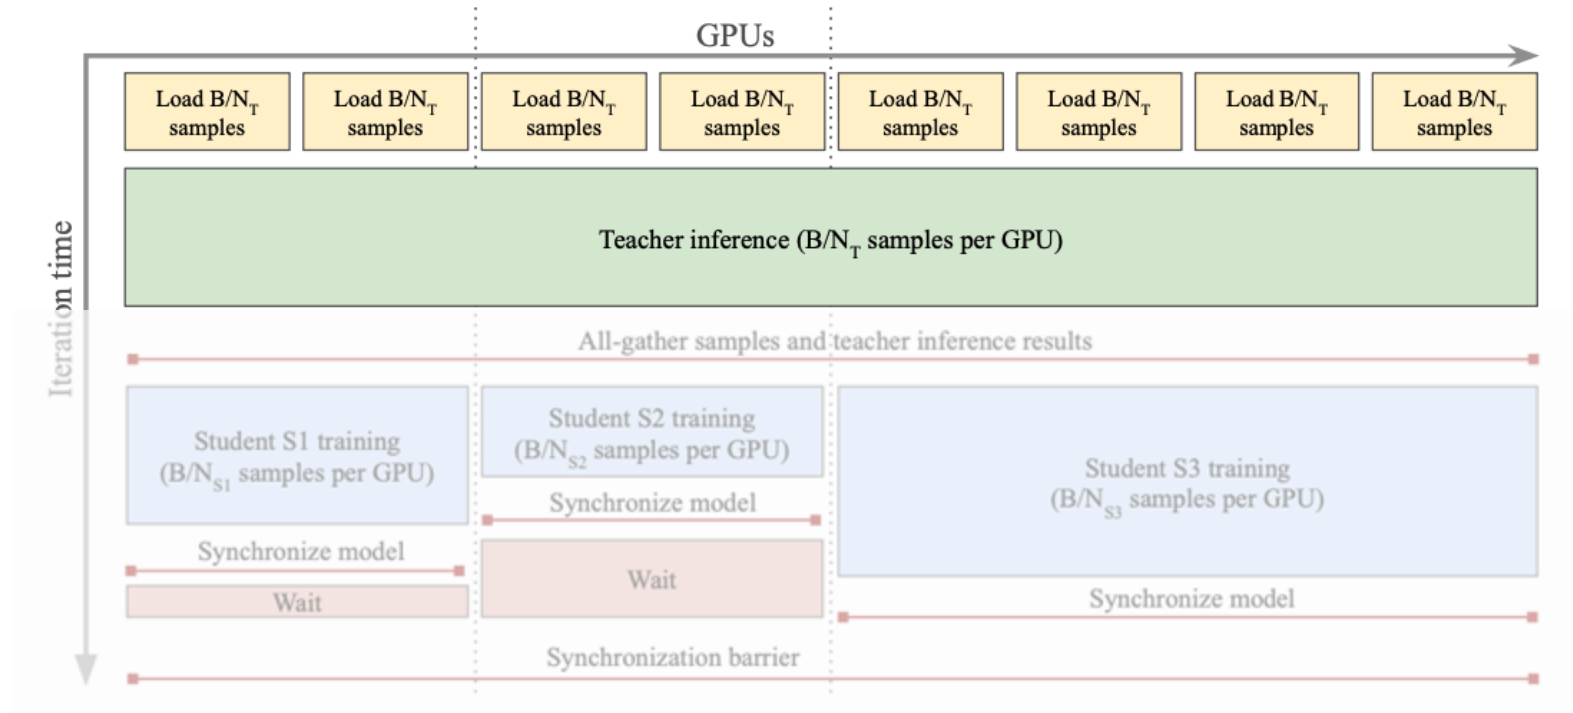 GPUs
Load B/N_T
samples
Load B/N_T
samples
Load B/N_T
samples
Load B/N_T
samples
Load B/N_T
samples
Load B/N_T
samples
Load B/N_T
samples
Load B/N_T
samples
Iteration time
Teacher inference (B/N_T samples per GPU)
All-gather samples and teacher inference results
Student S1 training
(B/N_S1 samples per GPU)
Synchronize model
Wait
Student S2 training
(B/N_S2 samples per GPU)
Synchronize model
Wait
Student S3 training
(B/N_S3 samples per GPU)
Synchronize model
Synchronization barrier